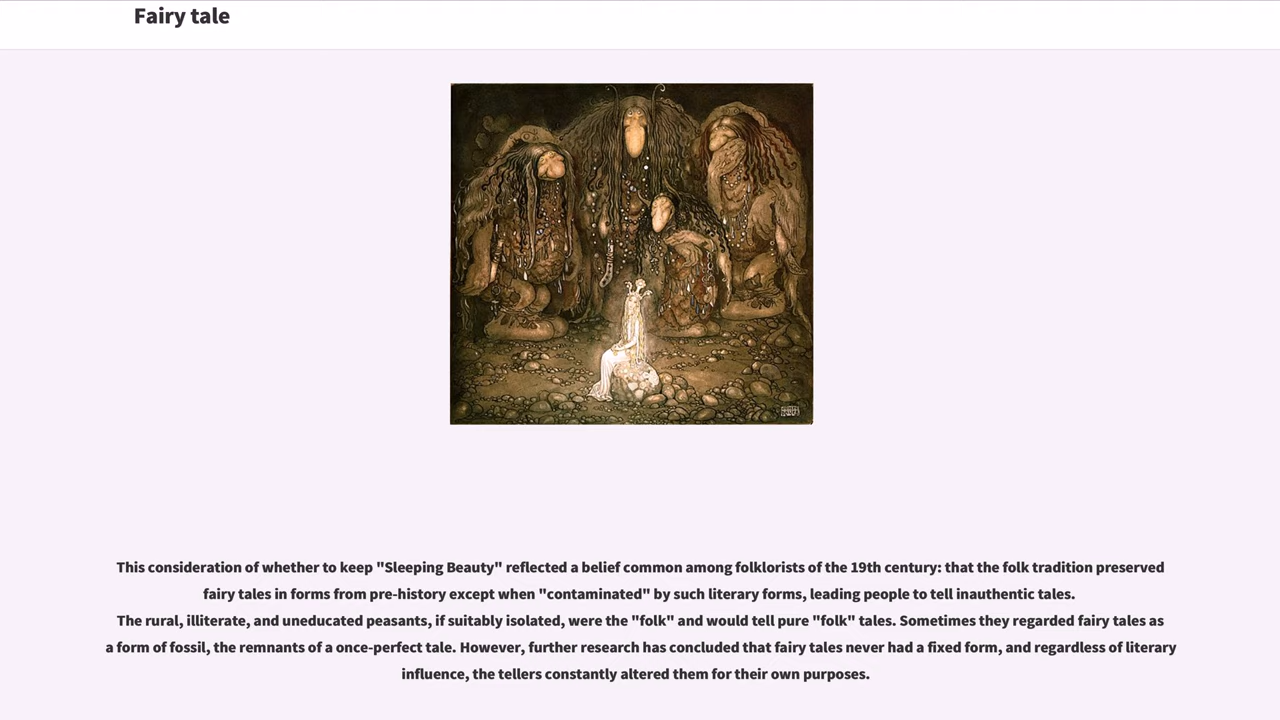 Fairy tale
This consideration of whether to keep "Sleeping Beauty" reflected a belief common among folklorists of the 19th century: that the folk tradition preserved
fairy tales in forms from pre-history except when "contaminated" by such literary forms, leading people to tell inauthentic tales.
The rural, illiterate, and uneducated peasants, if suitably isolated, were the "folk" and would tell pure "folk" tales. Sometimes they regarded fairy tales as
a form of fossil, the remnants of a once-perfect tale. However, further research has concluded that fairy tales never had a fixed form, and regardless of literary
influence, the tellers constantly altered them for their own purposes.